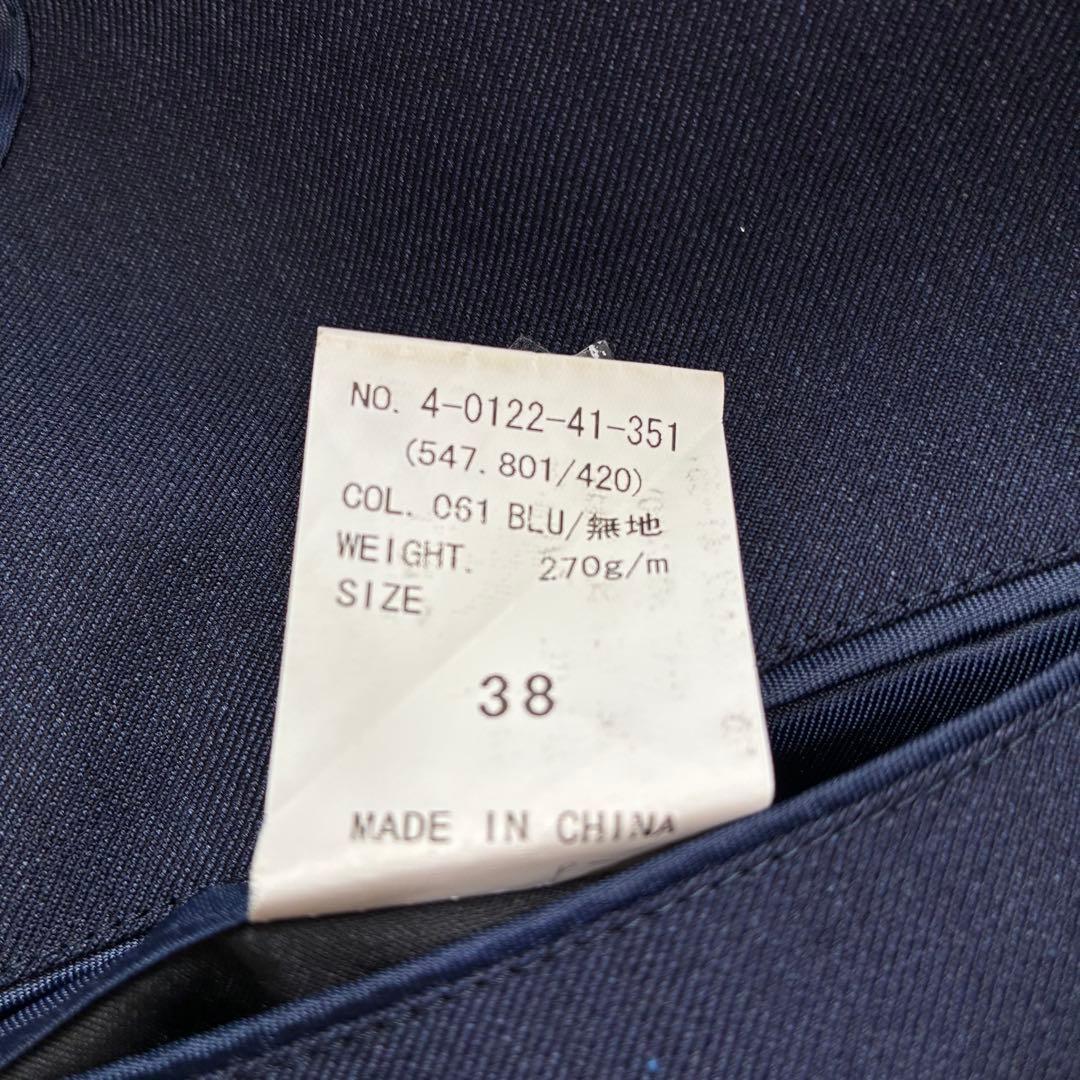 NO. 4-0122-41-351
(547.801/420)
COL. 061 BLU/無地
WEIGHT. 270g/m
SIZE
38
MADE IN CHINA